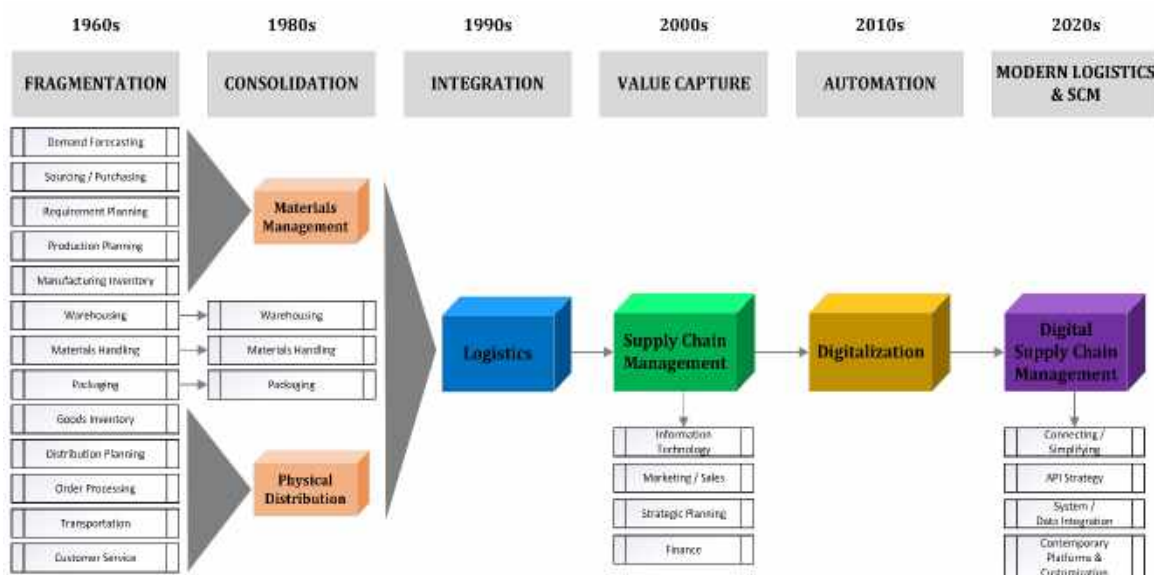 1960s
1980s
1990s
2000s
2010s
2020s
FRAGMENTATION
CONSOLIDATION
INTEGRATION
VALUE CAPTURE
AUTOMATION
MODERN LOGISTICS
& SCM
Demand Forecasting
Sourcing / Purchasing
Requirement Planning
Production Planning
Manufacturing Inventory
Warehousing
Materials Handling
Packaging
Goods Inventory
Distribution Planning
Order Processing
Transportation
Customer Service
Materials
Management
Warehousing
Materials Handling
Packaging
Physical
Distribution
Logistics
Supply Chain
Management
Information
Technology
Marketing / Sales
Strategic Planning
Finance
Digitalization
Digital
Supply Chain
Management
Connecting /
Simplifying
API Strategy
System /
Data Integration
Contemporary
Platforms &
Customization